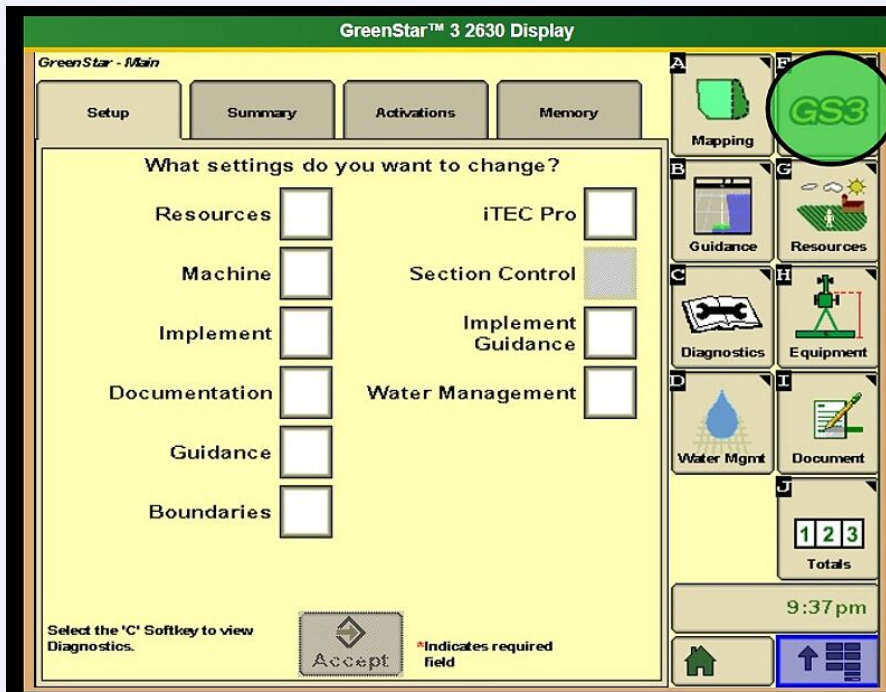 GreenStar™ 3 2630 Display
GreenStar - Main
Setup
Summary
Activations
Memory
What settings do you want to change?
Resources
iTEC Pro
Machine
Section Control
Implement
Implement
Guidance
Documentation
Water Management
Guidance
Boundaries
Select the 'C' Softkey to view
Diagnostics.
Accept
*Indicates required
field
A
Mapping
F
GS3
B
Guidance
G
Resources
C
Diagnostics
H
Equipment
D
Water Mgmt
I
Document
J
1 2 3
Totals
9:37pm